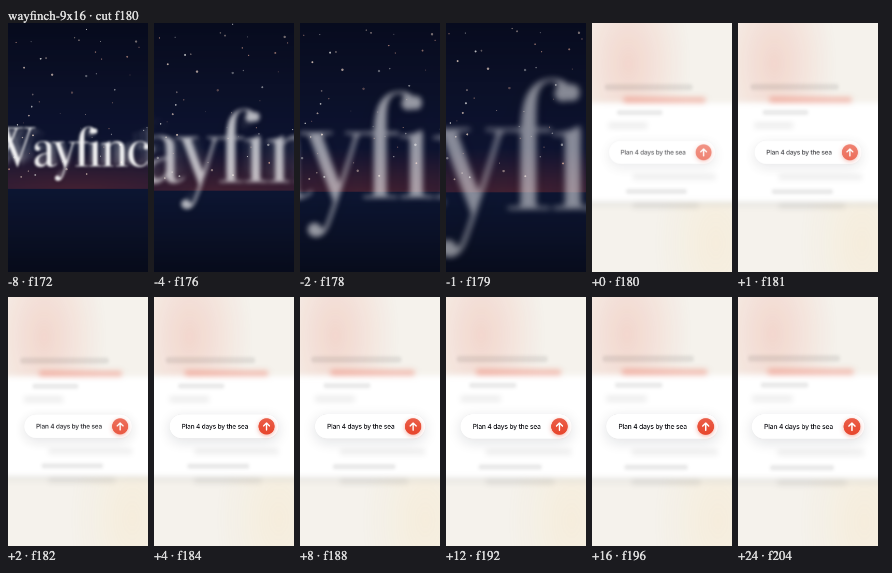 wayfinch-9x16 · cut f180
Wayfinc
ayfin
yfi
yfi
Plan 4 days by the sea
Plan 4 days by the sea
-8 · f172
-4 · f176
-2 · f178
-1 · f179
+0 · f180
+1 · f181
Plan 4 days by the sea
Plan 4 days by the sea
Plan 4 days by the sea
Plan 4 days by the sea
Plan 4 days by the sea
Plan 4 days by the sea
+2 · f182
+4 · f184
+8 · f188
+12 · f192
+16 · f196
+24 · f204